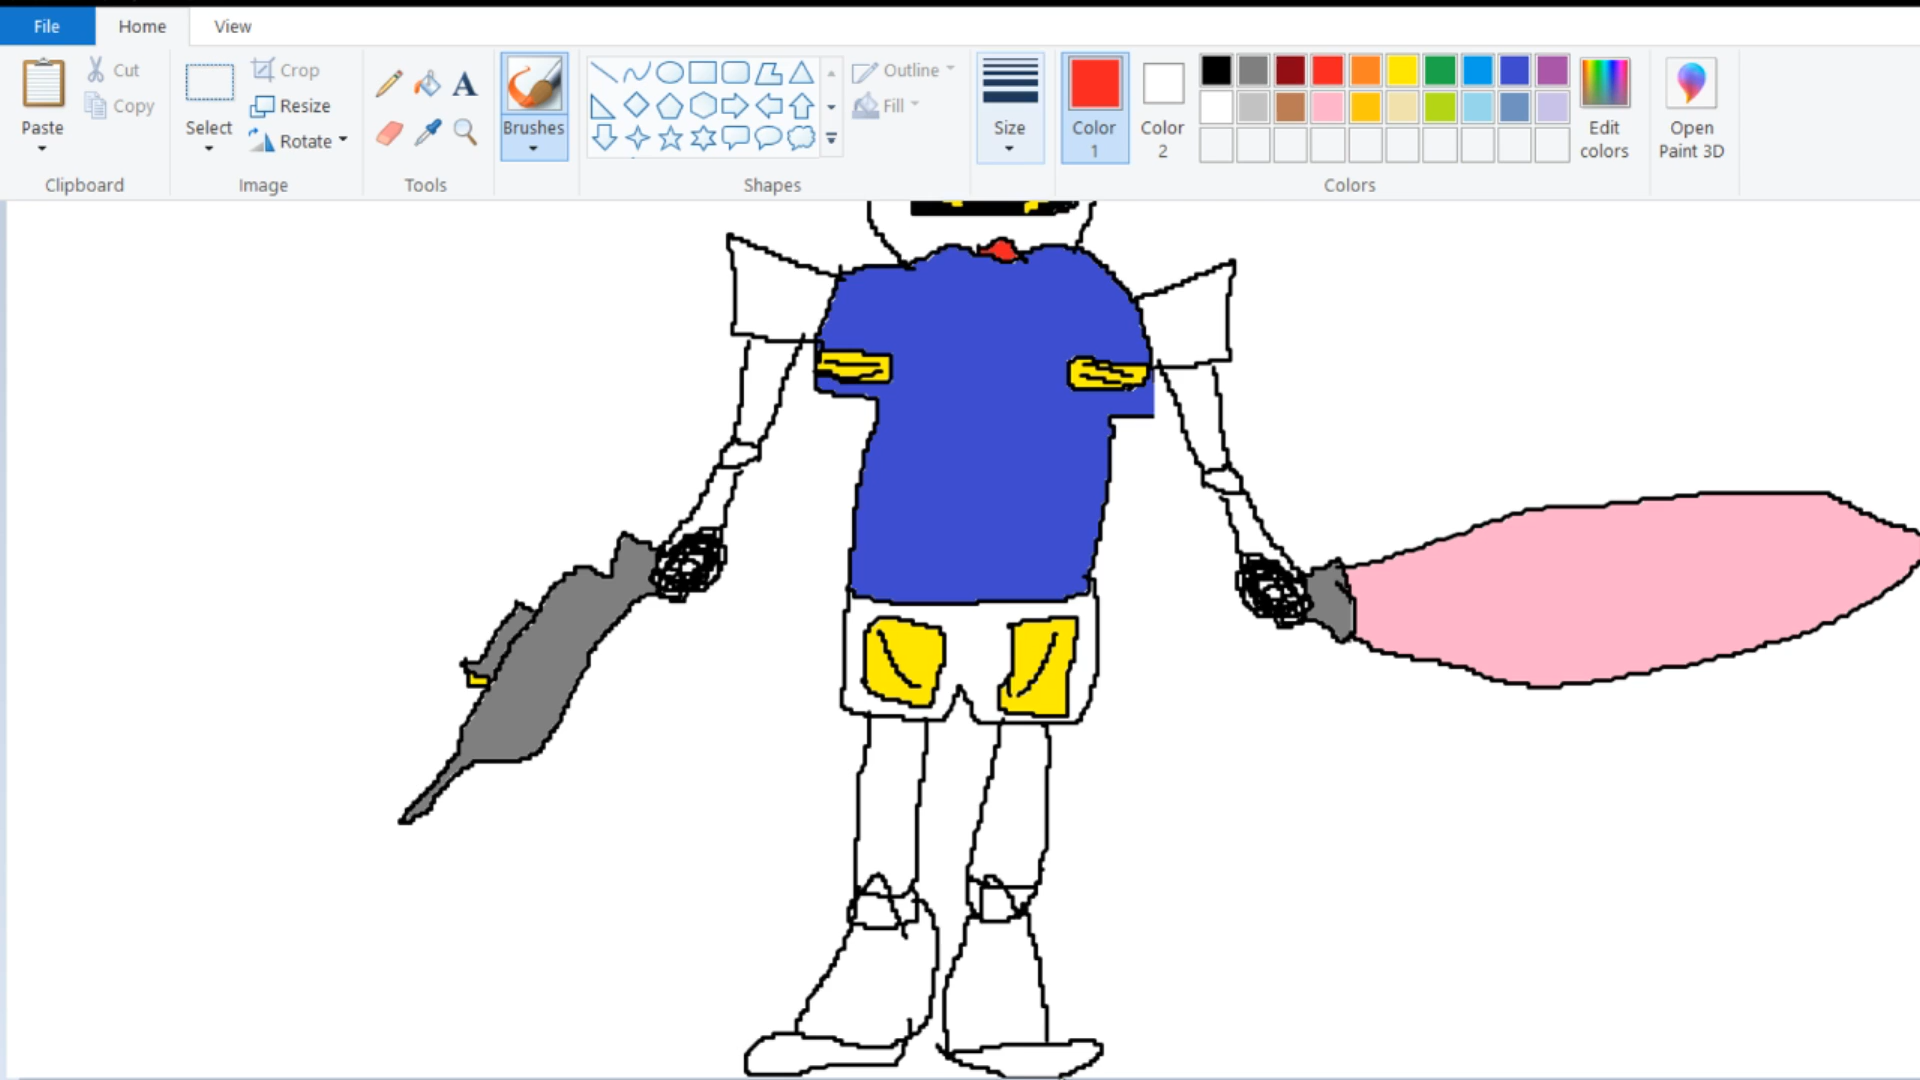 File Home View
Paste
Cut
Copy
Clipboard
Select
Crop
Resize
Rotate
Image
A
Tools
Brushes
Shapes
Outline
Fill
Size
Color
1
Color
2
Edit
colors
Colors
Open
Paint 3D